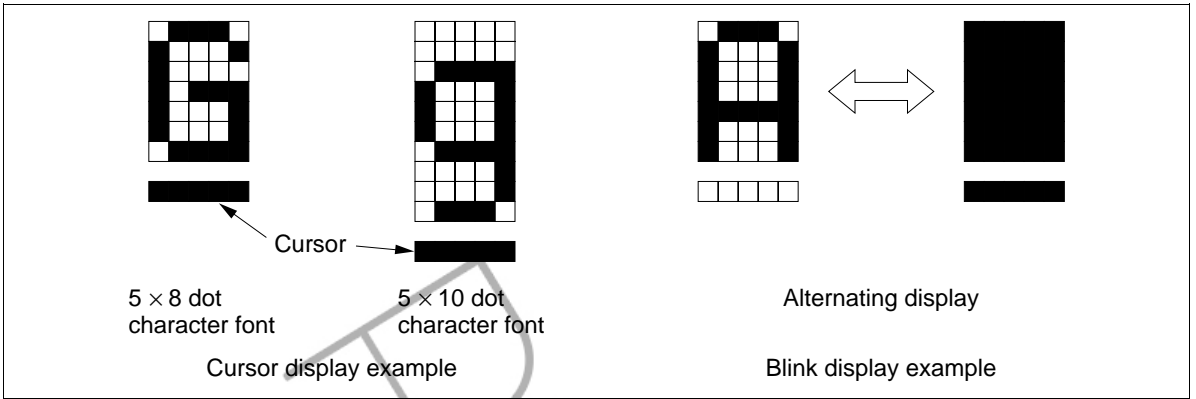 Cursor
5 × 8 dot
character font
5 × 10 dot
character font
Cursor display example
Alternating display
Blink display example